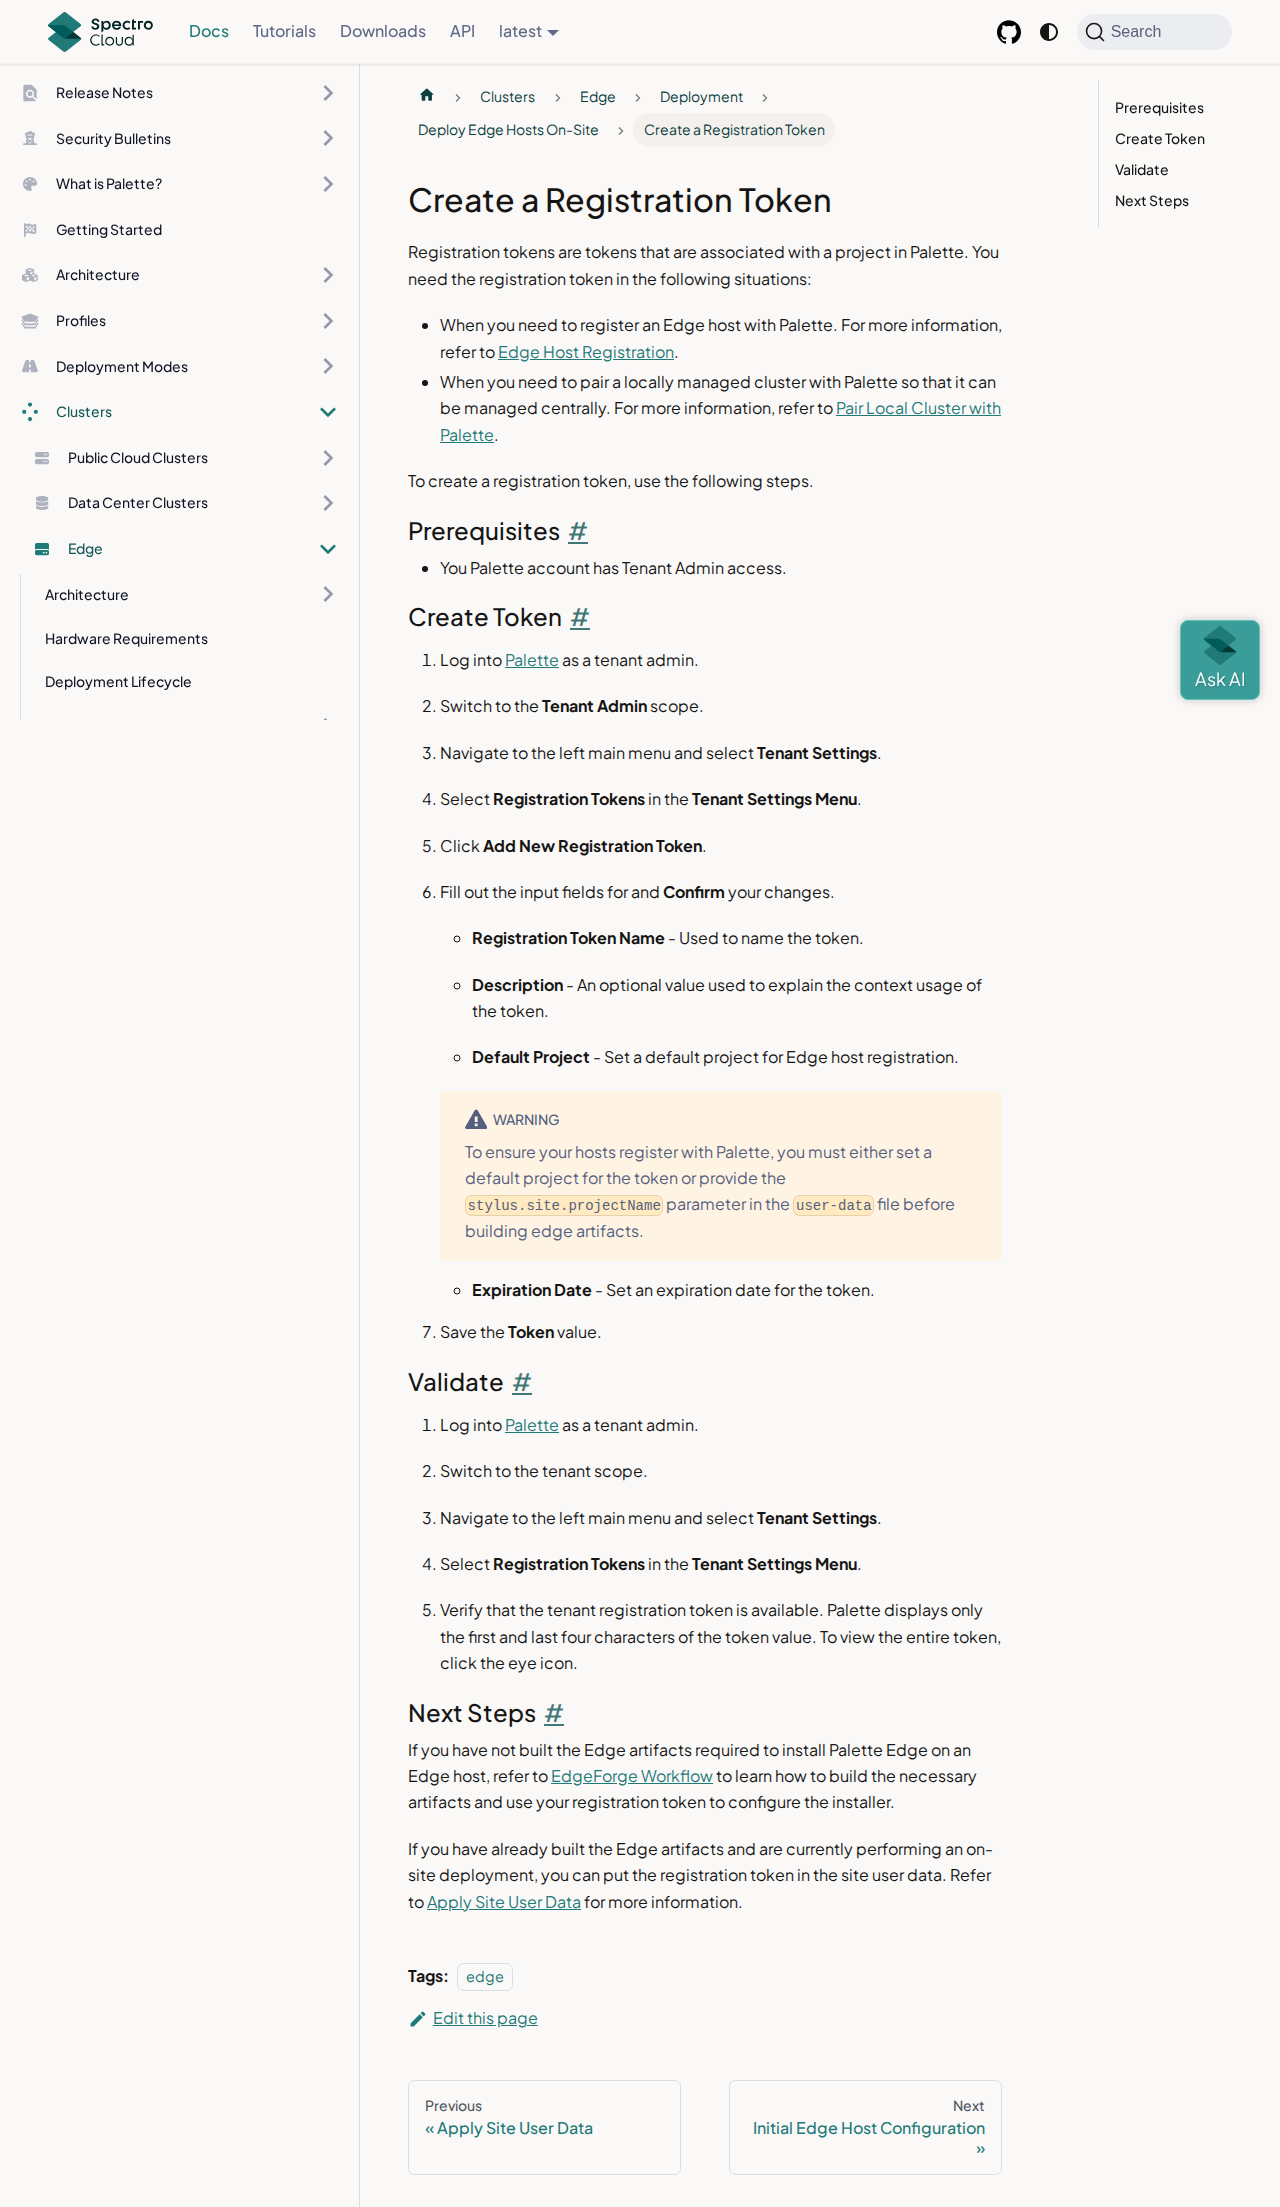 Spectro Cloud
Docs
Tutorials
Downloads
API
latest
Search
Release Notes
Security Bulletins
What is Palette?
Getting Started
Architecture
Profiles
Deployment Modes
Clusters
Public Cloud Clusters
Data Center Clusters
Edge
Architecture
Hardware Requirements
Deployment Lifecycle
Clusters
Edge
Deployment
Deploy Edge Hosts On-Site
Create a Registration Token
Create a Registration Token
Registration tokens are tokens that are associated with a project in Palette. You
need the registration token in the following situations:
When you need to register an Edge host with Palette. For more information,
refer to Edge Host Registration.
When you need to pair a locally managed cluster with Palette so that it can
be managed centrally. For more information, refer to Pair Local Cluster with
Palette.
To create a registration token, use the following steps.
Prerequisites #
You Palette account has Tenant Admin access.
Create Token #
1. Log into Palette as a tenant admin.
2. Switch to the Tenant Admin scope.
3. Navigate to the left main menu and select Tenant Settings.
4. Select Registration Tokens in the Tenant Settings Menu.
5. Click Add New Registration Token.
6. Fill out the input fields for and Confirm your changes.
Registration Token Name - Used to name the token.
Description - An optional value used to explain the context usage of
the token.
Default Project - Set a default project for Edge host registration.
WARNING
To ensure your hosts register with Palette, you must either set a
default project for the token or provide the
stylus.site.projectName parameter in the user-data file before
building edge artifacts.
Expiration Date - Set an expiration date for the token.
7. Save the Token value.
Validate #
1. Log into Palette as a tenant admin.
2. Switch to the tenant scope.
3. Navigate to the left main menu and select Tenant Settings.
4. Select Registration Tokens in the Tenant Settings Menu.
5. Verify that the tenant registration token is available. Palette displays only
the first and last four characters of the token value. To view the entire token,
click the eye icon.
Next Steps #
If you have not built the Edge artifacts required to install Palette Edge on an
Edge host, refer to EdgeForge Workflow to learn how to build the necessary
artifacts and use your registration token to configure the installer.
If you have already built the Edge artifacts and are currently performing an on-
site deployment, you can put the registration token in the site user data. Refer
to Apply Site User Data for more information.
Tags: edge
Edit this page
Previous
« Apply Site User Data
Next
Initial Edge Host Configuration
»
Prerequisites
Create Token
Validate
Next Steps
Ask AI